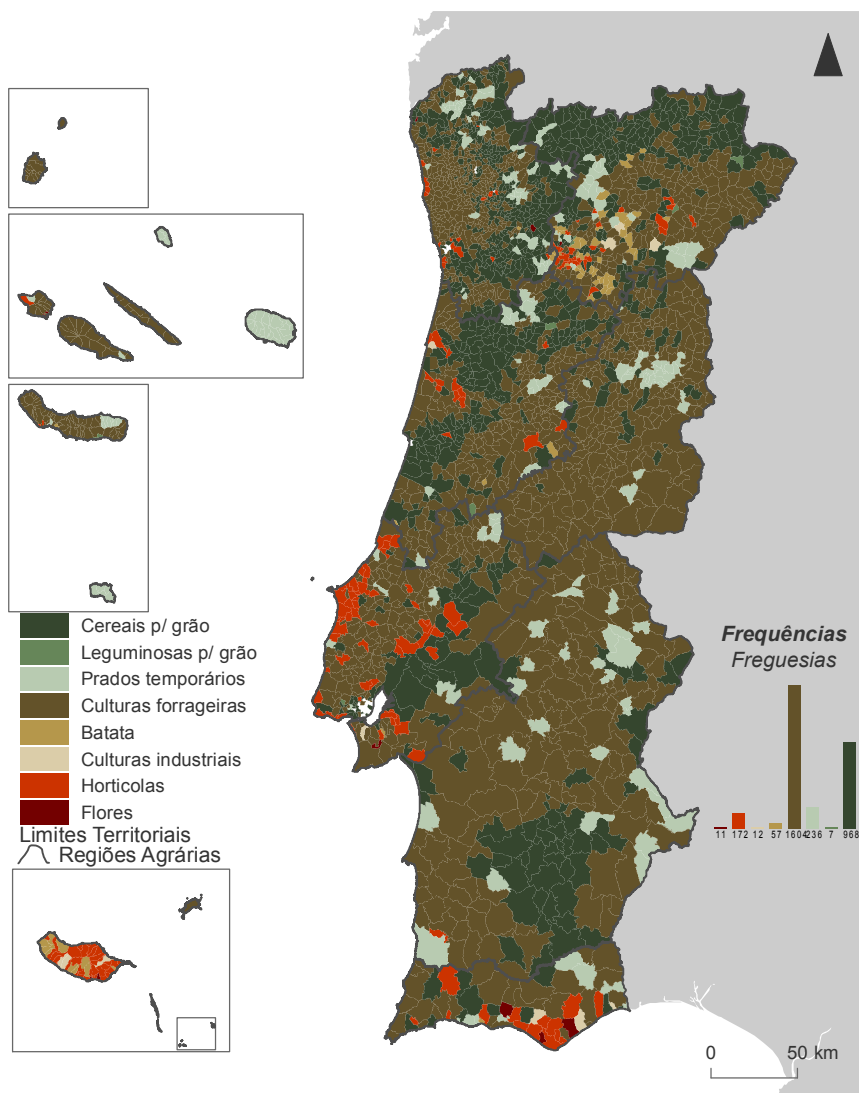 Cereais p/ grão
Leguminosas p/ grão
Prados temporários
Culturas forrageiras
Batata
Culturas industriais
Horticolas
Flores
Limites Territoriais
Regiões Agrárias
Frequências
Freguesias
11 172 12 57 1604 236 7 968
0 50 km